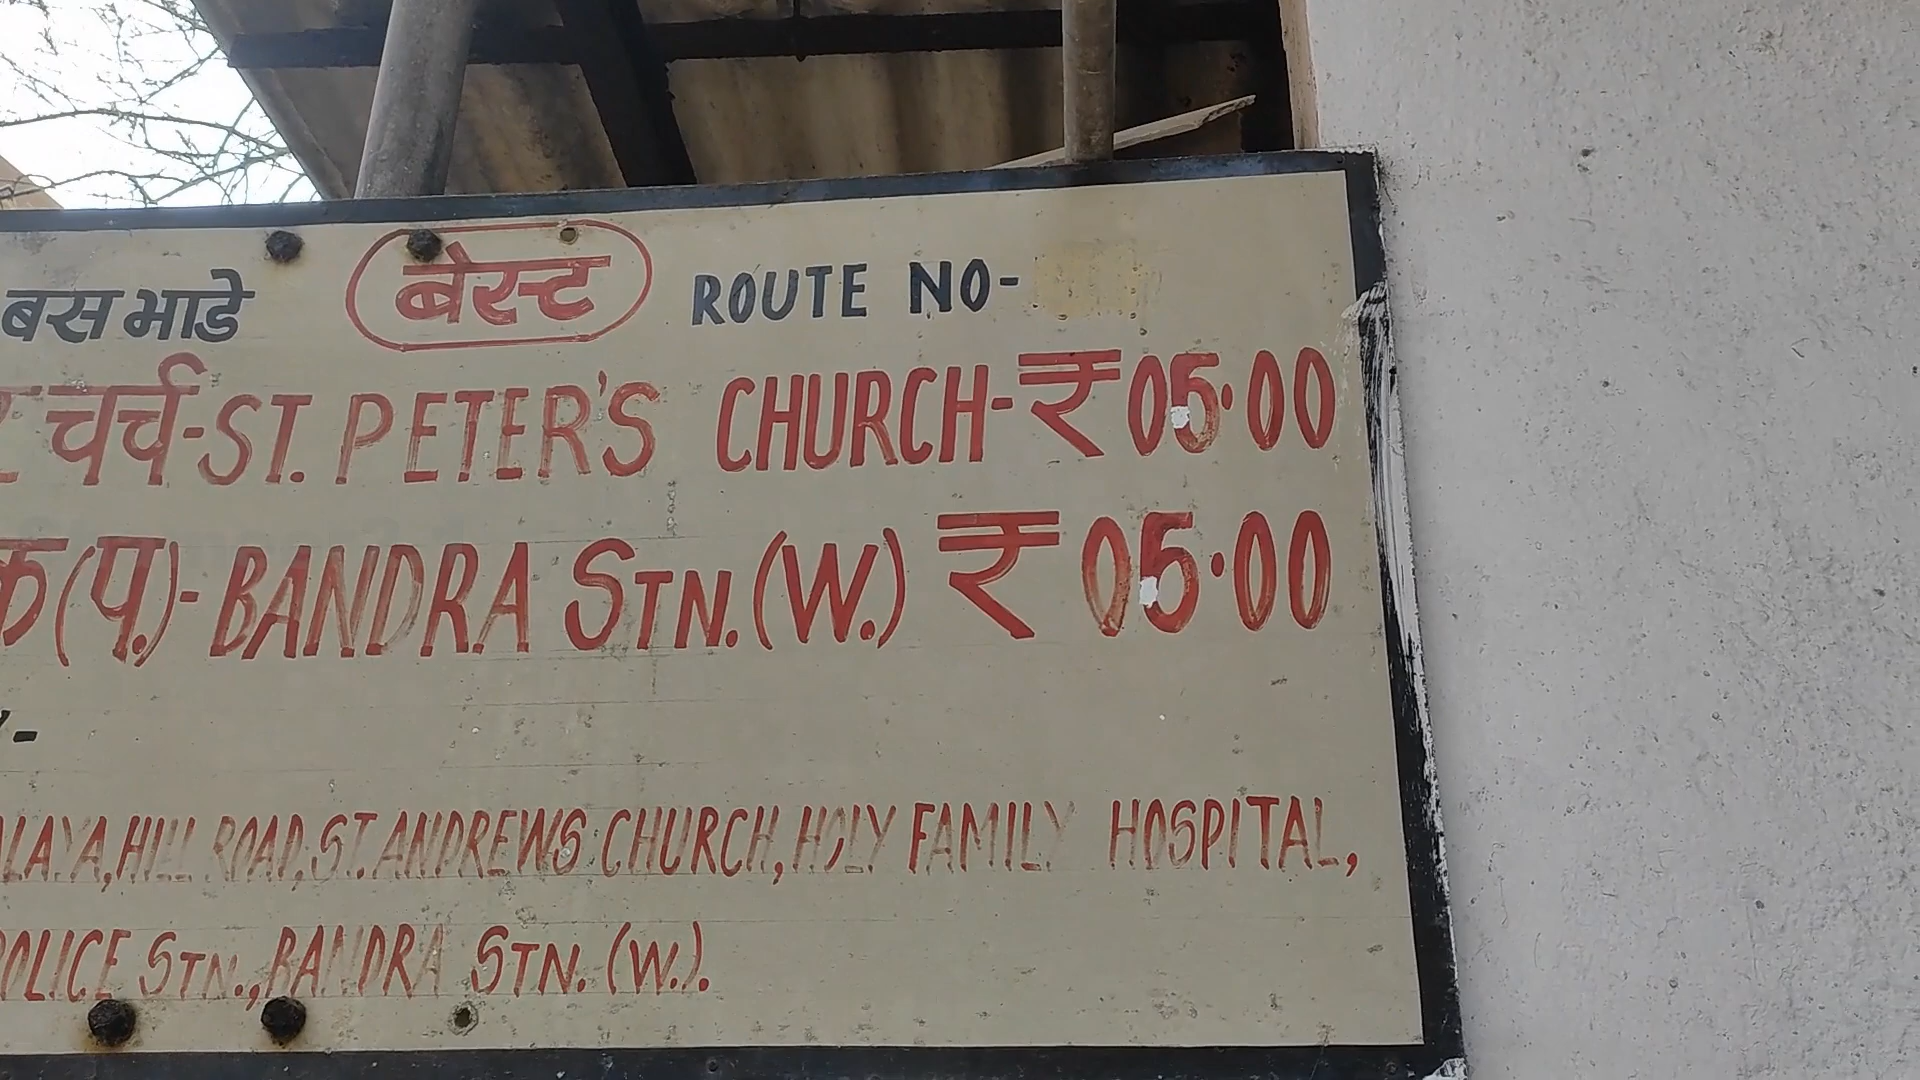 बस भाडे बेस्ट ROUTE NO-
चर्च-ST. PETER'S CHURCH-₹05.00
(प.)- BANDRA STN.(W.) ₹05.00
HILL ROAD, ST. ANDREWS CHURCH, HOLY FAMILY HOSPITAL,
POLICE STN., BANDRA STN. (W.).